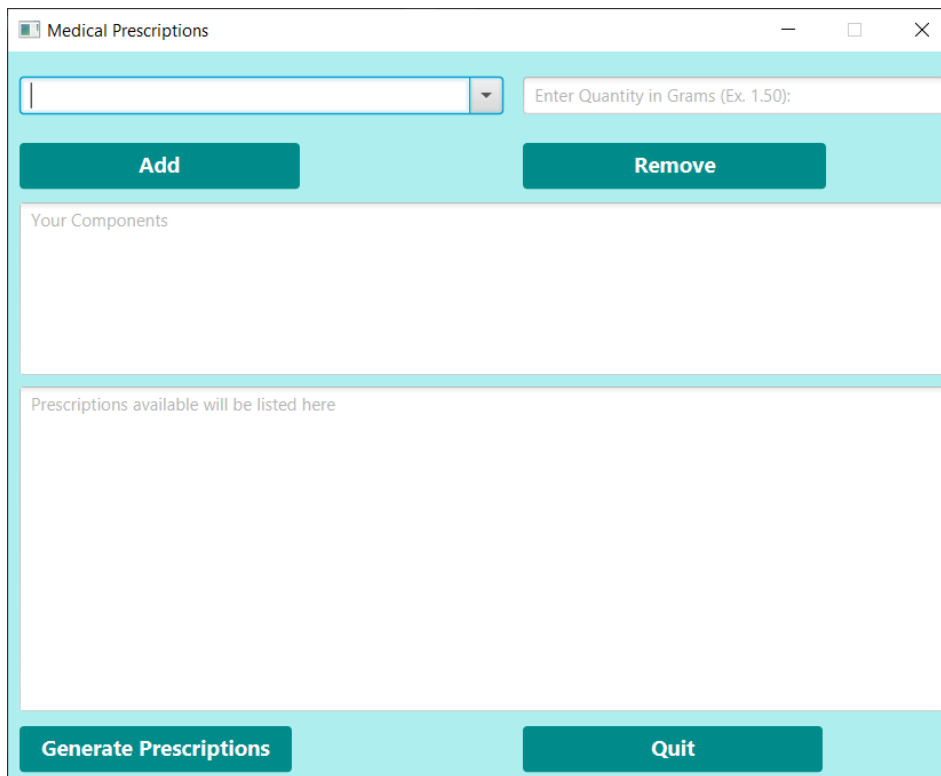 Medical Prescriptions
Enter Quantity in Grams (Ex. 1.50):
Add
Remove
Your Components
Prescriptions available will be listed here
Generate Prescriptions
Quit